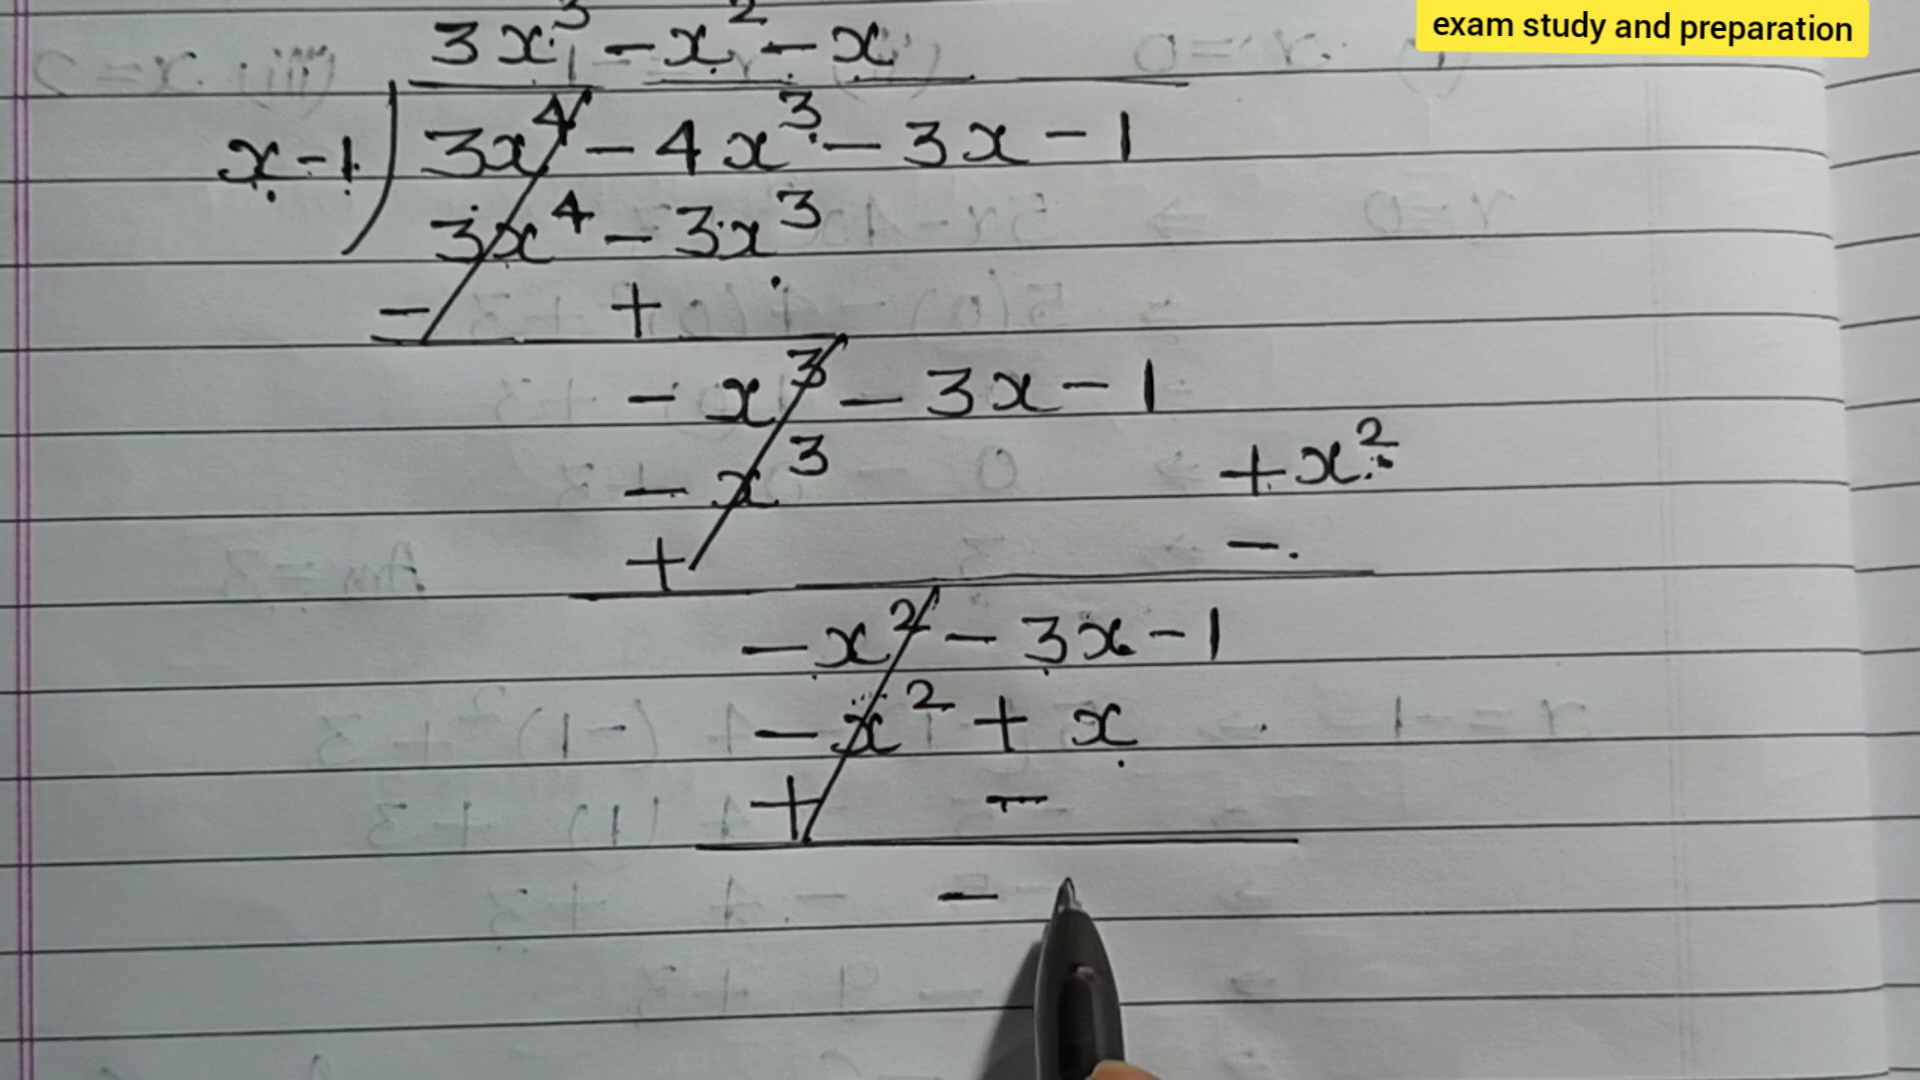 exam study and preparation
3x³ - x² - x
x-1 ) 3x⁴ - 4x³ - 3x - 1
3x⁴ - 3x³
- +
- x³ - 3x - 1
- x³ + x²
+ -
- x² - 3x - 1
- x² + x
+ -
-